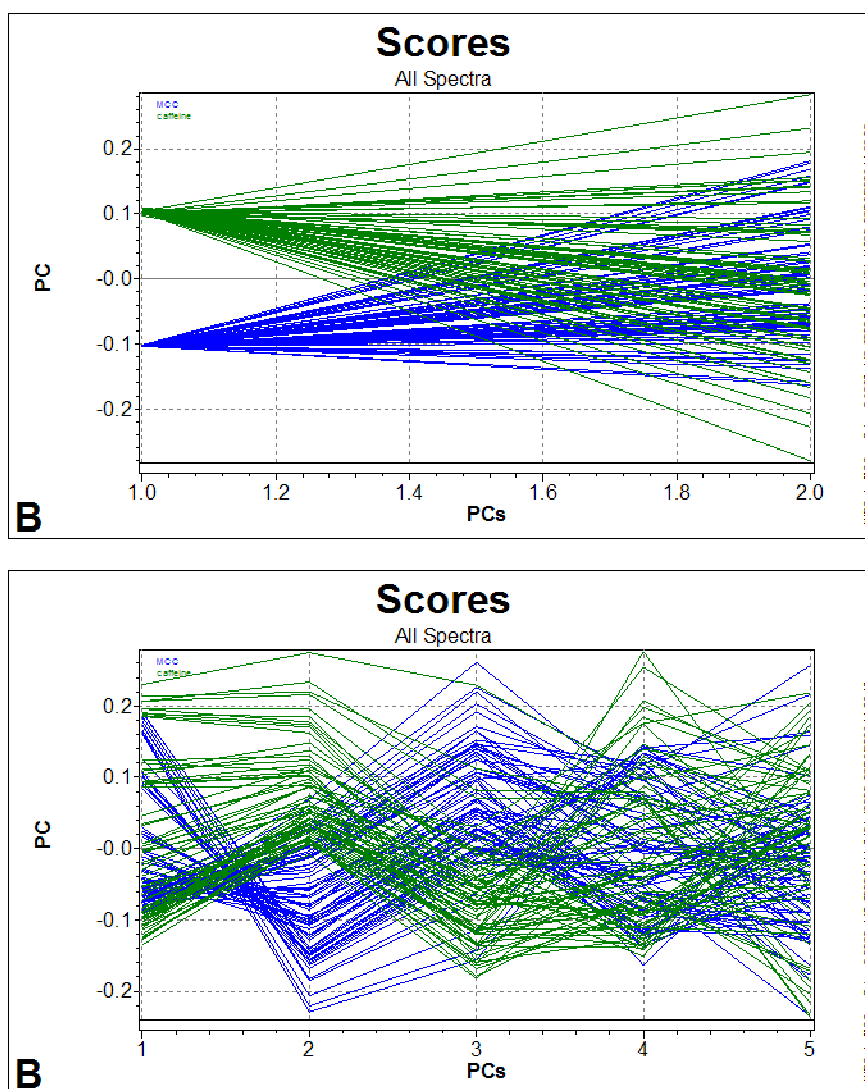 Scores
All Spectra
MCC
caffeine
0.2
0.1
-0.0
-0.1
-0.2
PC
1.0 1.2 1.4 1.6 1.8 2.0
PCs
B
Scores
All Spectra
MCC
caffeine
0.2
0.1
-0.0
-0.1
-0.2
PC
1 2 3 4 5
PCs
B